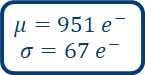 μ = 951 e⁻
σ = 67 e⁻